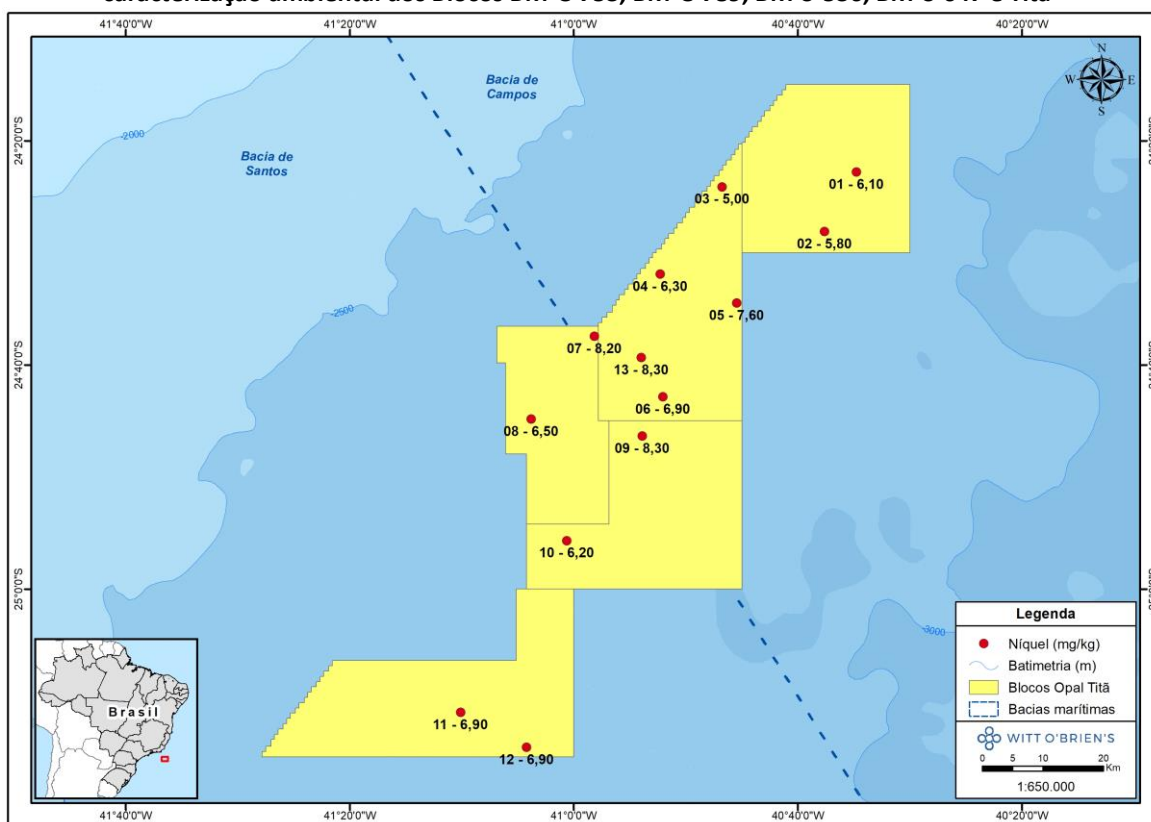 41°40'0"W 41°20'0"W 41°0'0"W 40°40'0"W 40°20'0"W
N
W E
S
Bacia de
Campos
Bacia de
Santos
-2000
24°20'0"S
01 - 6,10
03 - 5,00
02 - 5,80
04 - 6,30
05 - 7,60
-2500
07 - 8,20
13 - 8,30
24°40'0"S
06 - 6,90
08 - 6,50
09 - 8,30
10 - 6,20
25°0'0"S
-3000
11 - 6,90
12 - 6,90
Brasil
Legenda
Níquel (mg/kg)
Batimetria (m)
Blocos Opal Titã
Bacias marítimas
WITT O'BRIEN'S
0 5 10 20
Km
1:650.000
41°40'0"W 41°20'0"W 41°0'0"W 40°40'0"W 40°20'0"W